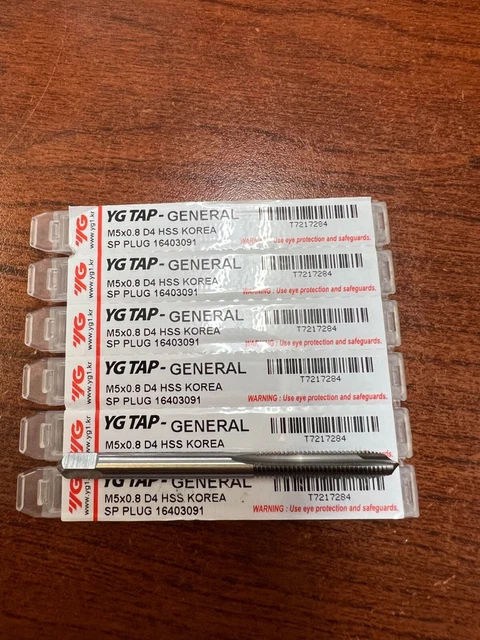 YG www.yg1.kr YG TAP - GENERAL T7217284
M5x0.8 D4 HSS KOREA
SP PLUG 16403091 WARNING : Use eye protection and safeguards.
YG www.yg1.kr YG TAP - GENERAL T7217284
M5x0.8 D4 HSS KOREA
SP PLUG 16403091 WARNING : Use eye protection and safeguards.
YG www.yg1.kr YG TAP - GENERAL T7217284
M5x0.8 D4 HSS KOREA
SP PLUG 16403091 WARNING : Use eye protection and safeguards.
YG www.yg1.kr YG TAP - GENERAL T7217284
M5x0.8 D4 HSS KOREA
SP PLUG 16403091 WARNING : Use eye protection and safeguards.
YG www.yg1.kr YG TAP - GENERAL T7217284
M5x0.8 D4 HSS KOREA
YG www.yg1.kr YG TAP - GENERAL T7217284
M5x0.8 D4 HSS KOREA
SP PLUG 16403091 WARNING : Use eye protection and safeguards.